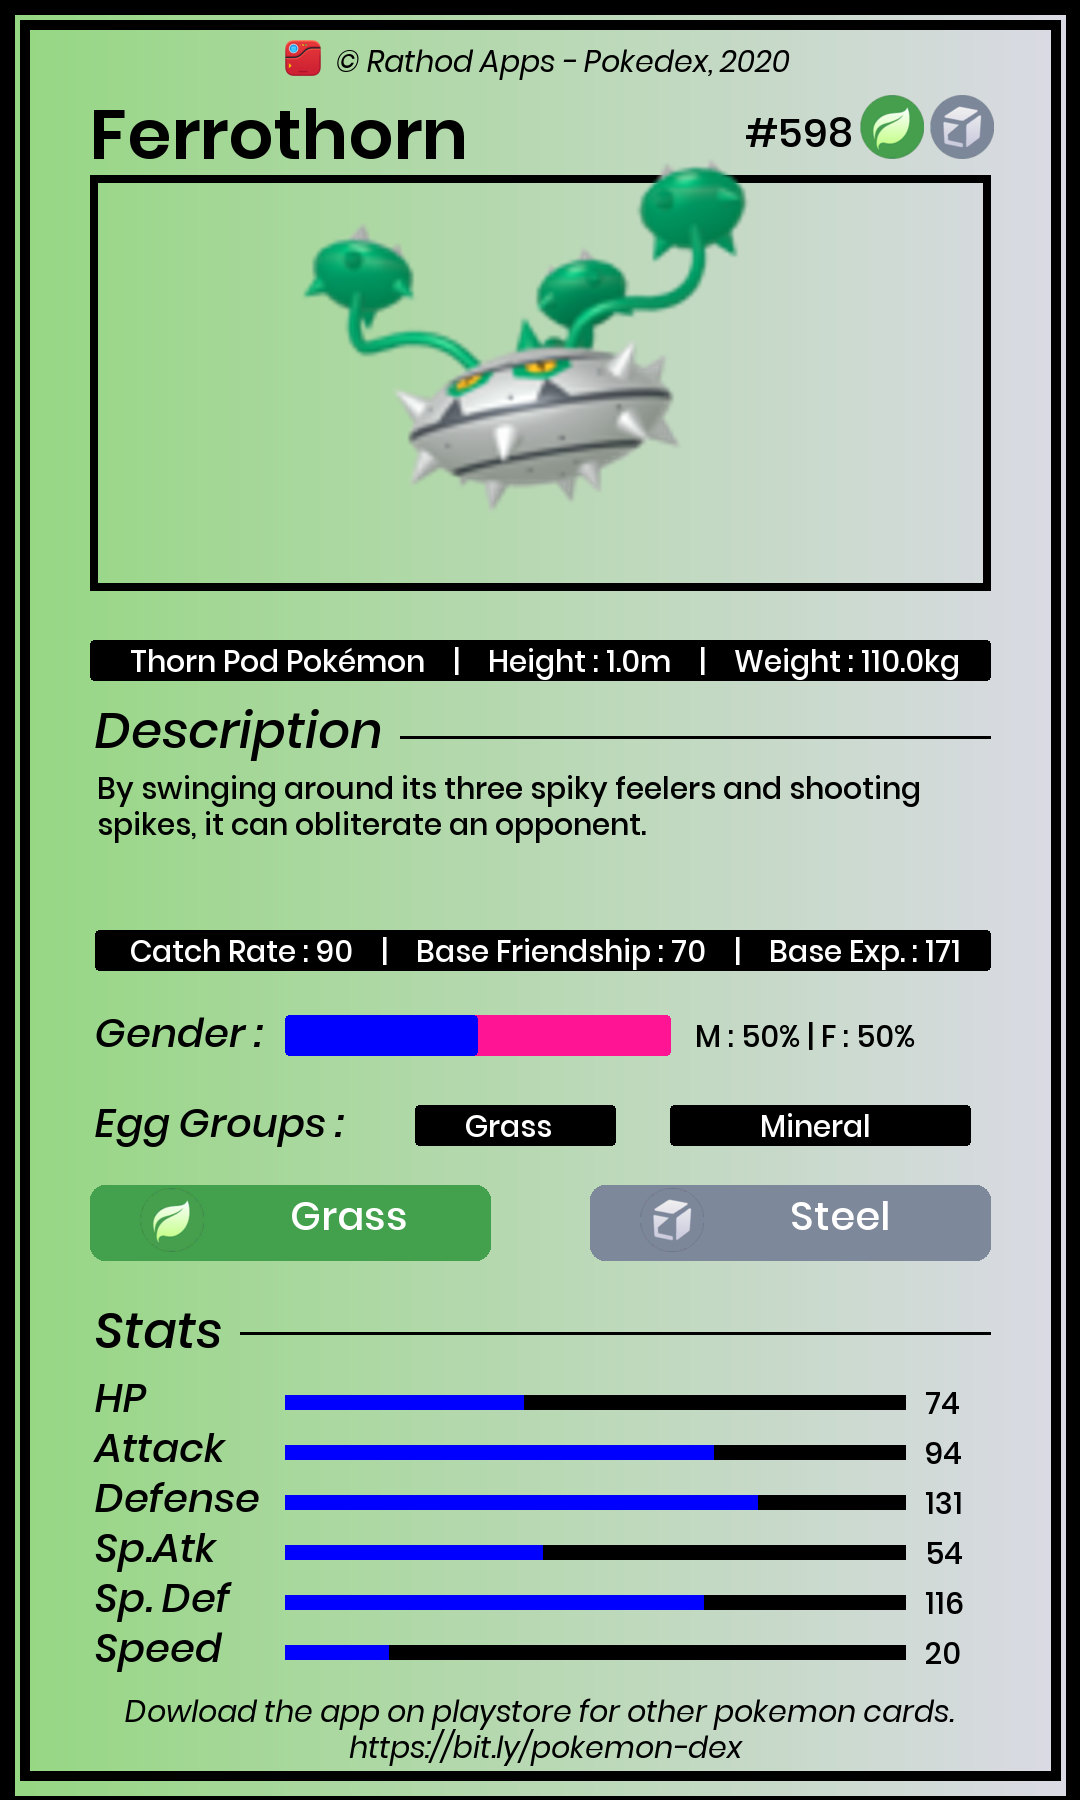 © Rathod Apps - Pokedex, 2020
Ferrothorn #598
Thorn Pod Pokémon | Height : 1.0m | Weight : 110.0kg
Description
By swinging around its three spiky feelers and shooting
spikes, it can obliterate an opponent.
Catch Rate : 90 | Base Friendship : 70 | Base Exp. : 171
Gender : M : 50% | F : 50%
Egg Groups : Grass Mineral
Grass Steel
Stats
HP 74
Attack 94
Defense 131
Sp.Atk 54
Sp. Def 116
Speed 20
Dowload the app on playstore for other pokemon cards.
https://bit.ly/pokemon-dex